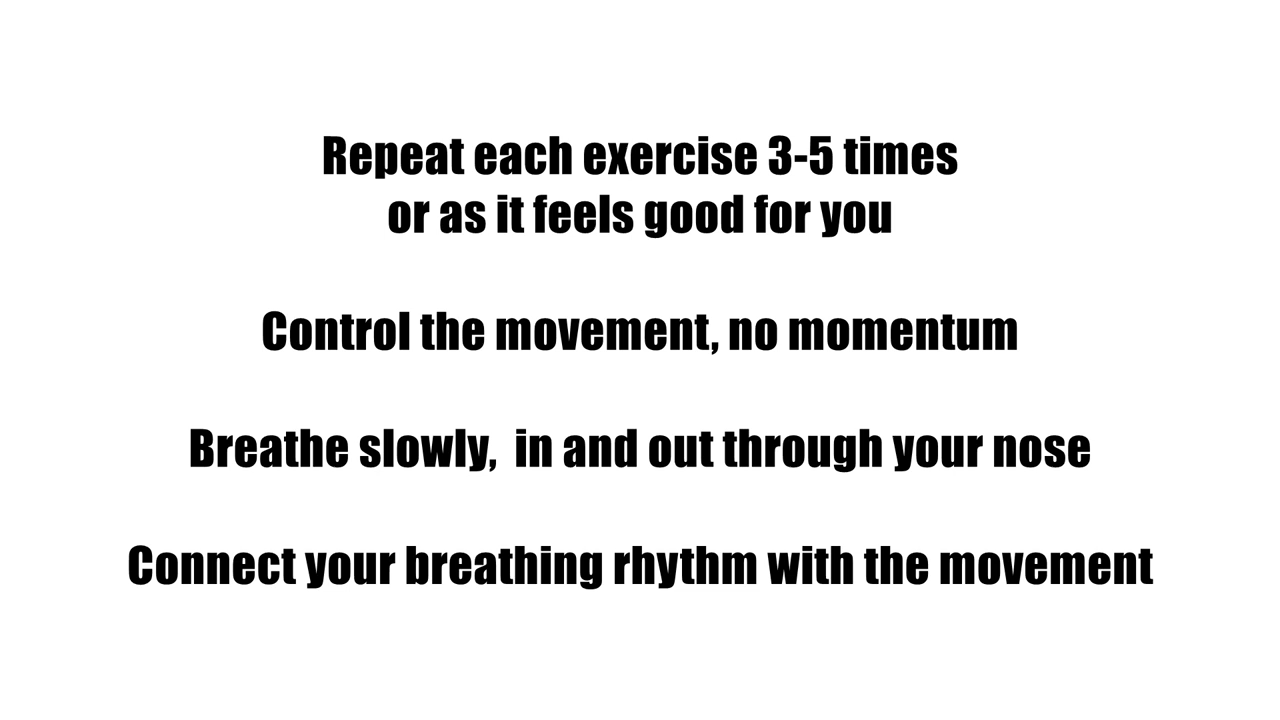 Repeat each exercise 3-5 times
or as it feels good for you
Control the movement, no momentum
Breathe slowly,  in and out through your nose
Connect your breathing rhythm with the movement